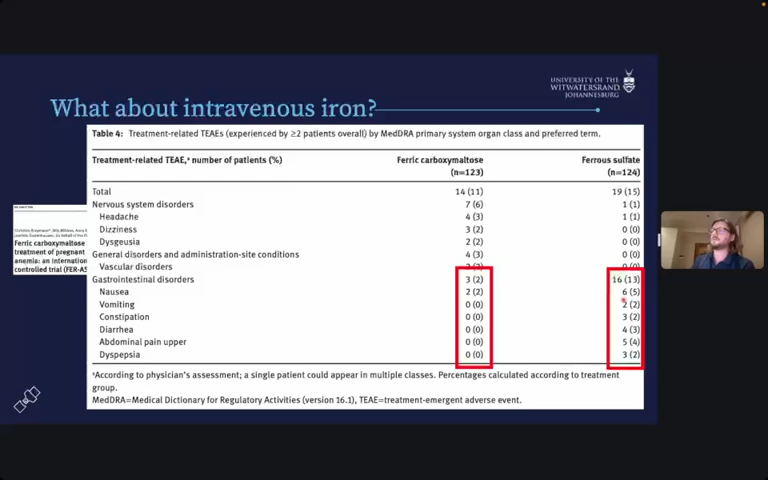 UNIVERSITY OF THE
WITWATERSRAND,
JOHANNESBURG
What about intravenous iron?
Table 4: Treatment-related TEAEs (experienced by ≥2 patients overall) by MedDRA primary system organ class and preferred term.
Treatment-related TEAE,ᵃ number of patients (%) Ferric carboxymaltose (n=123) Ferrous sulfate (n=124)
Total 14 (11) 19 (15)
Nervous system disorders 7 (6) 1 (1)
Headache 4 (3) 1 (1)
Dizziness 3 (2) 0 (0)
Dysgeusia 2 (2) 0 (0)
General disorders and administration-site conditions 4 (3) 0 (0)
Vascular disorders 0 (0)
Gastrointestinal disorders 3 (2) 16 (13)
Nausea 2 (2) 6 (5)
Vomiting 0 (0) 2 (2)
Constipation 0 (0) 3 (2)
Diarrhea 0 (0) 4 (3)
Abdominal pain upper 0 (0) 5 (4)
Dyspepsia 0 (0) 3 (2)
ᵃAccording to physician's assessment; a single patient could appear in multiple classes. Percentages calculated according to treatment
group.
MedDRA=Medical Dictionary for Regulatory Activities (version 16.1), TEAE=treatment-emergent adverse event.
Ferric carboxymaltose
treatment of pregnant
anemia: an internation
controlled trial (FER-AS